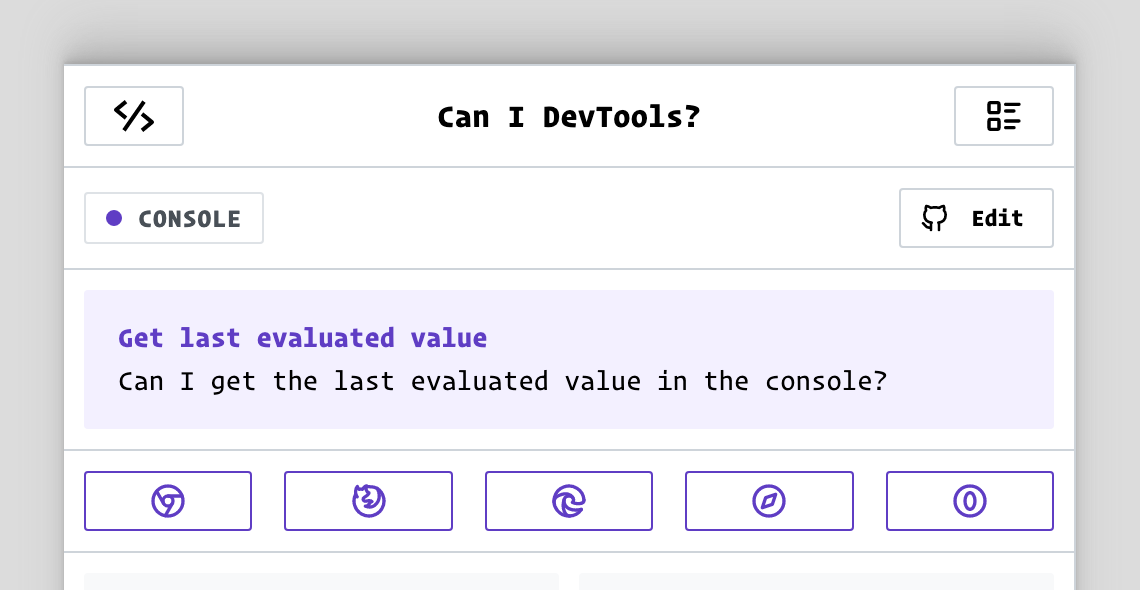 Can I DevTools?
CONSOLE
Edit
Get last evaluated value
Can I get the last evaluated value in the console?